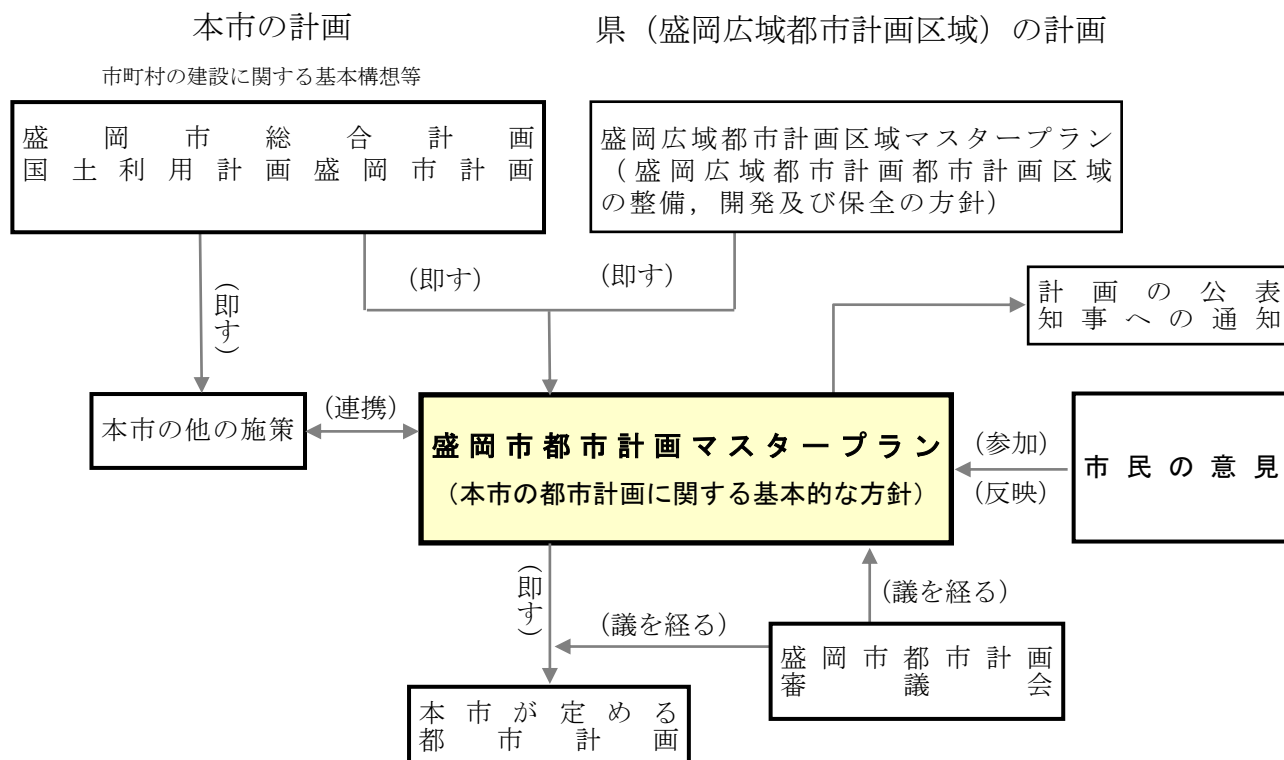 本市の計画
県（盛岡広域都市計画区域）の計画
市町村の建設に関する基本構想等
盛岡市総合計画
国土利用計画盛岡市計画
盛岡広域都市計画区域マスタープラン
（盛岡広域都市計画都市計画区域
の整備，開発及び保全の方針）
(即す)
(即す)
(即す)
計画の公表
知事への通知
本市の他の施策
(連携)
盛岡市都市計画マスタープラン
（本市の都市計画に関する基本的な方針）
(参加)
(反映)
市民の意見
(即す)
(議を経る)
(議を経る)
盛岡市都市計画
審議会
本市が定める
都市計画